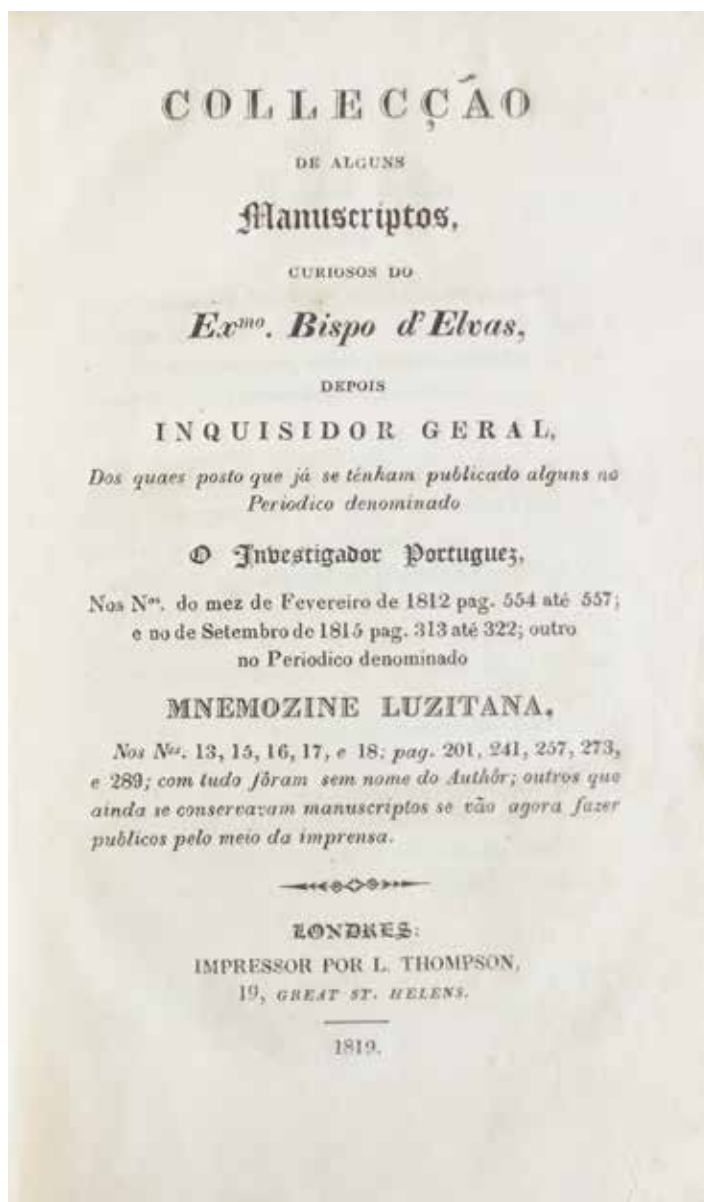 COLLECÇÃO
DE ALGUNS
Manuscriptos,
CURIOSOS DO
Exmo. Bispo d'Elvas,
DEPOIS
INQUISIDOR GERAL,
Dos quaes posto que já se ténham publicado alguns no
Periodico denominado
O Investigador Portuguez,
Nos Nos. do mez de Fevereiro de 1812 pag. 554 até 557;
e no de Setembro de 1815 pag. 313 até 322; outro
no Periodico denominado
MNEMOZINE LUZITANA,
Nos Nos. 13, 15, 16, 17, e 18; pag. 201, 241, 257, 273,
e 289; com tudo fôram sem nome do Authôr; outros que
ainda se conservavam manuscriptos se vão agora fazer
publicos pelo meio da imprensa.
LONDRES:
IMPRESSOR POR L. THOMPSON,
19, GREAT ST. HELENS.
1819.